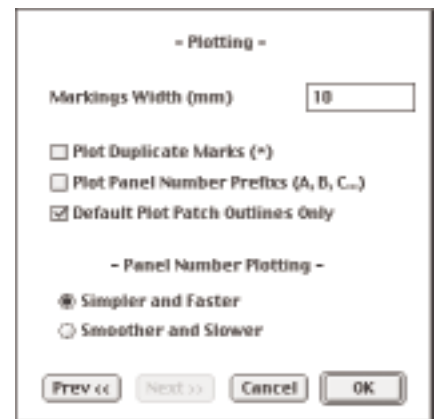 - Plotting -
Markings Width (mm) 10
Plot Duplicate Marks (*)
Plot Panel Number Prefixs (A, B, C...)
Default Plot Patch Outlines Only
- Panel Number Plotting -
Simpler and Faster
Smoother and Slower
Prev << Next >> Cancel OK